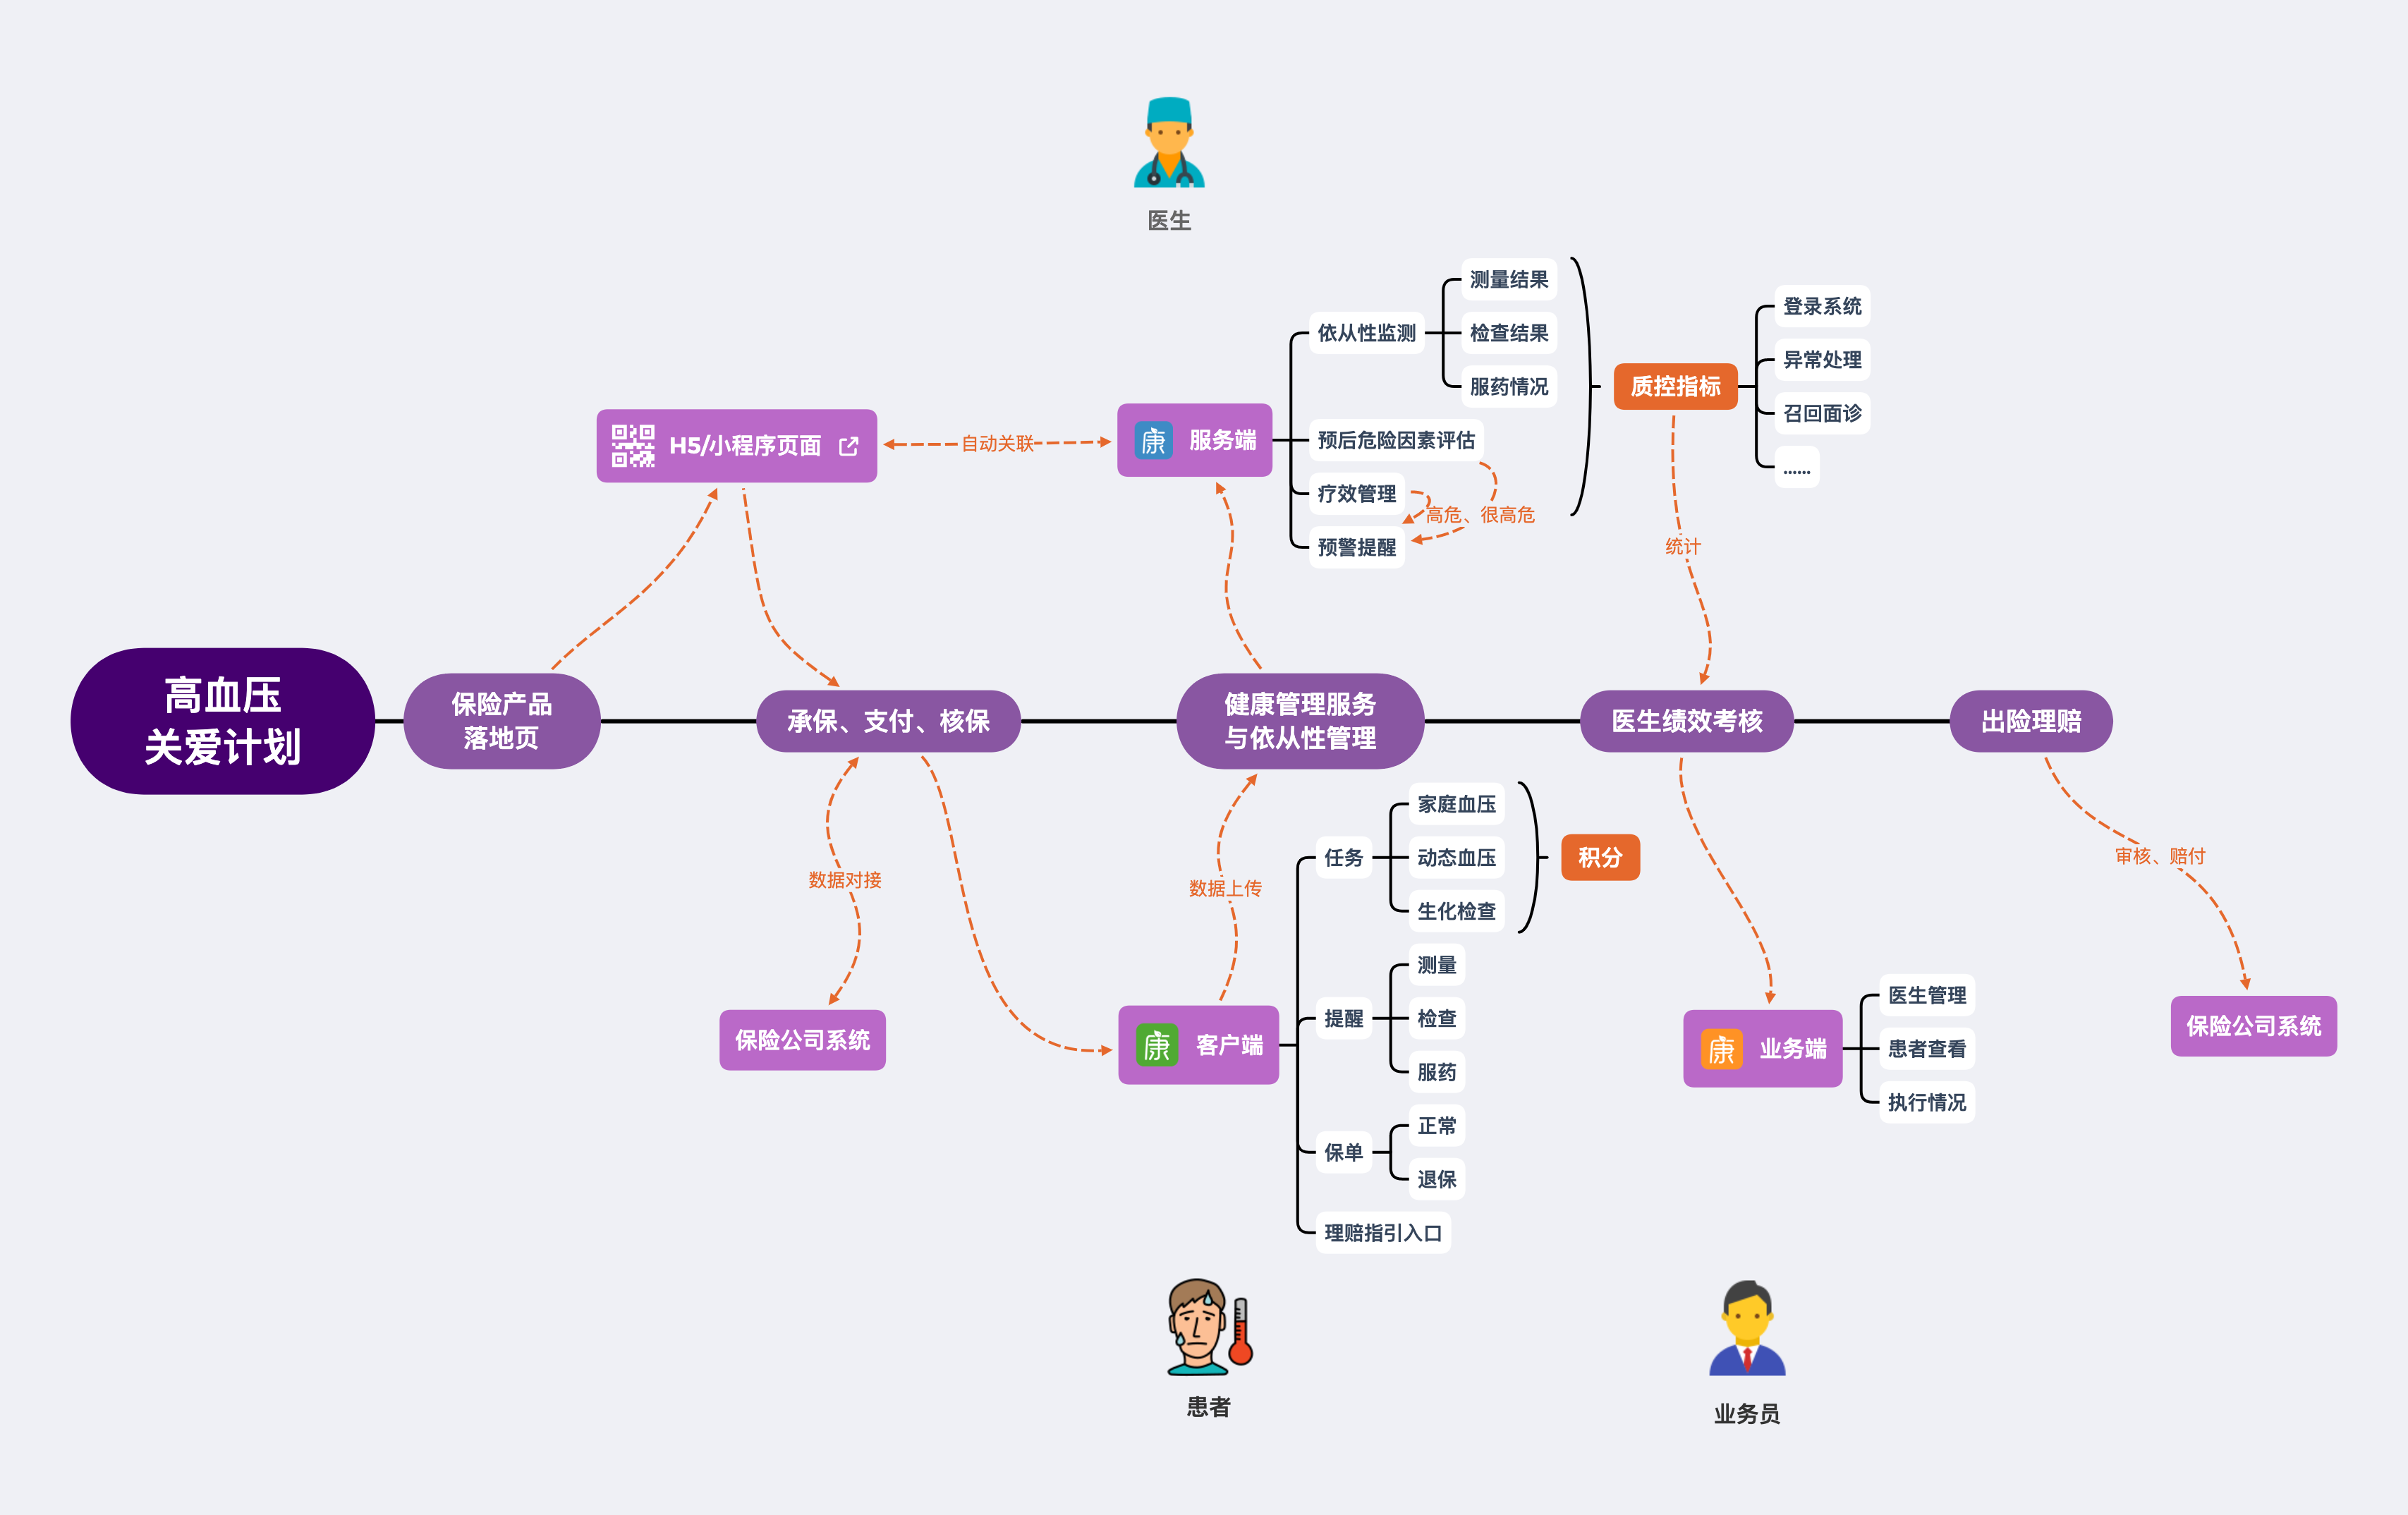 医生
测量结果
依从性监测
检查结果
服药情况
登录系统
异常处理
质控指标
召回面诊
......
H5/小程序页面
自动关联
康
服务端
预后危险因素评估
疗效管理
高危、很高危
预警提醒
统计
高血压
关爱计划
保险产品
落地页
承保、支付、核保
健康管理服务
与依从性管理
医生绩效考核
出险理赔
数据对接
数据上传
审核、赔付
家庭血压
任务
动态血压
积分
生化检查
测量
提醒
检查
服药
保险公司系统
康
客户端
保单
正常
退保
理赔指引入口
康
业务端
医生管理
患者查看
执行情况
保险公司系统
患者
业务员